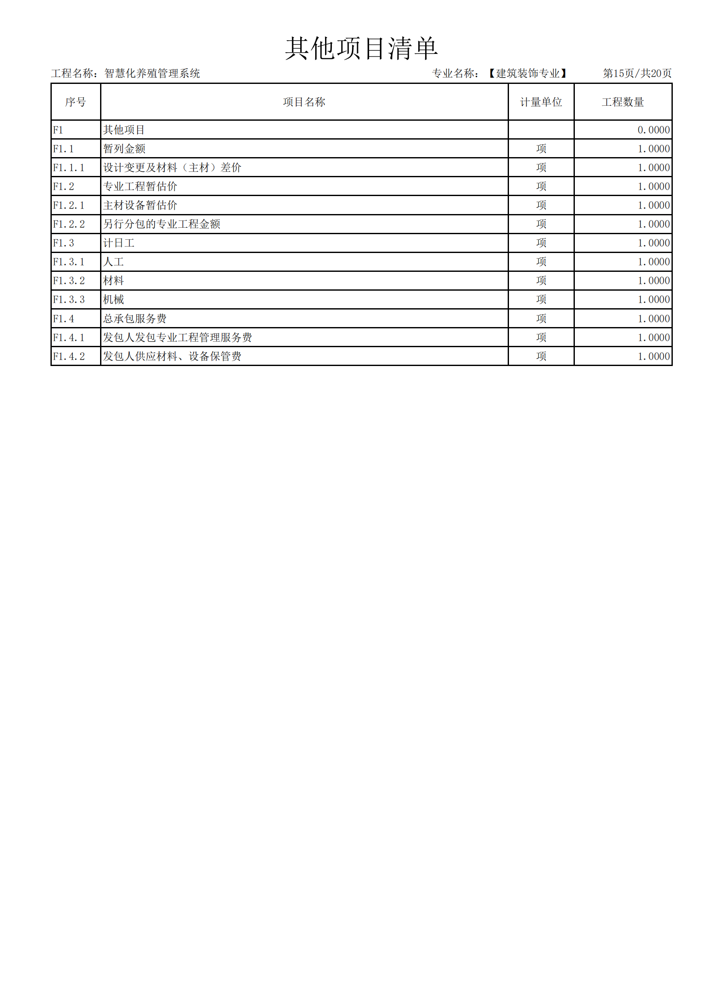 其他项目清单
工程名称：智慧化养殖管理系统 专业名称：【建筑装饰专业】 第15页/共20页
序号 项目名称 计量单位 工程数量
F1 其他项目 0.0000
F1.1 暂列金额 项 1.0000
F1.1.1 设计变更及材料（主材）差价 项 1.0000
F1.2 专业工程暂估价 项 1.0000
F1.2.1 主材设备暂估价 项 1.0000
F1.2.2 另行分包的专业工程金额 项 1.0000
F1.3 计日工 项 1.0000
F1.3.1 人工 项 1.0000
F1.3.2 材料 项 1.0000
F1.3.3 机械 项 1.0000
F1.4 总承包服务费 项 1.0000
F1.4.1 发包人发包专业工程管理服务费 项 1.0000
F1.4.2 发包人供应材料、设备保管费 项 1.0000